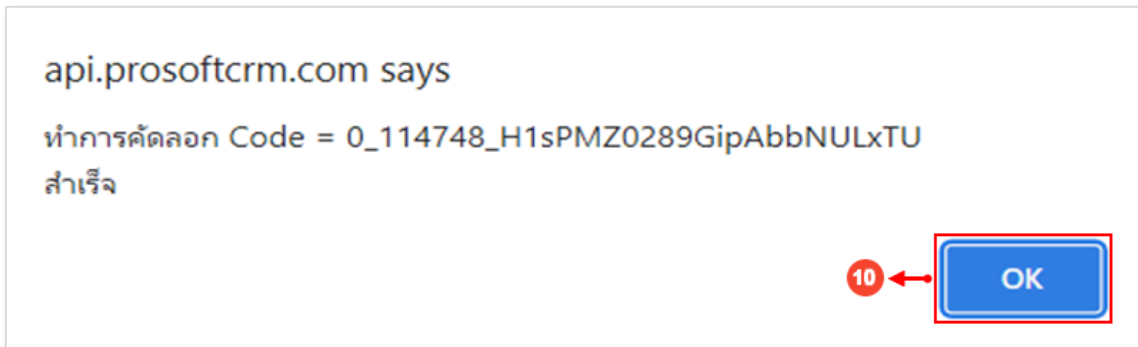 api.prosoftcrm.com says
ทำการคัดลอก Code = 0_114748_H1sPMZ0289GipAbbNULxTU
สำเร็จ
10
OK